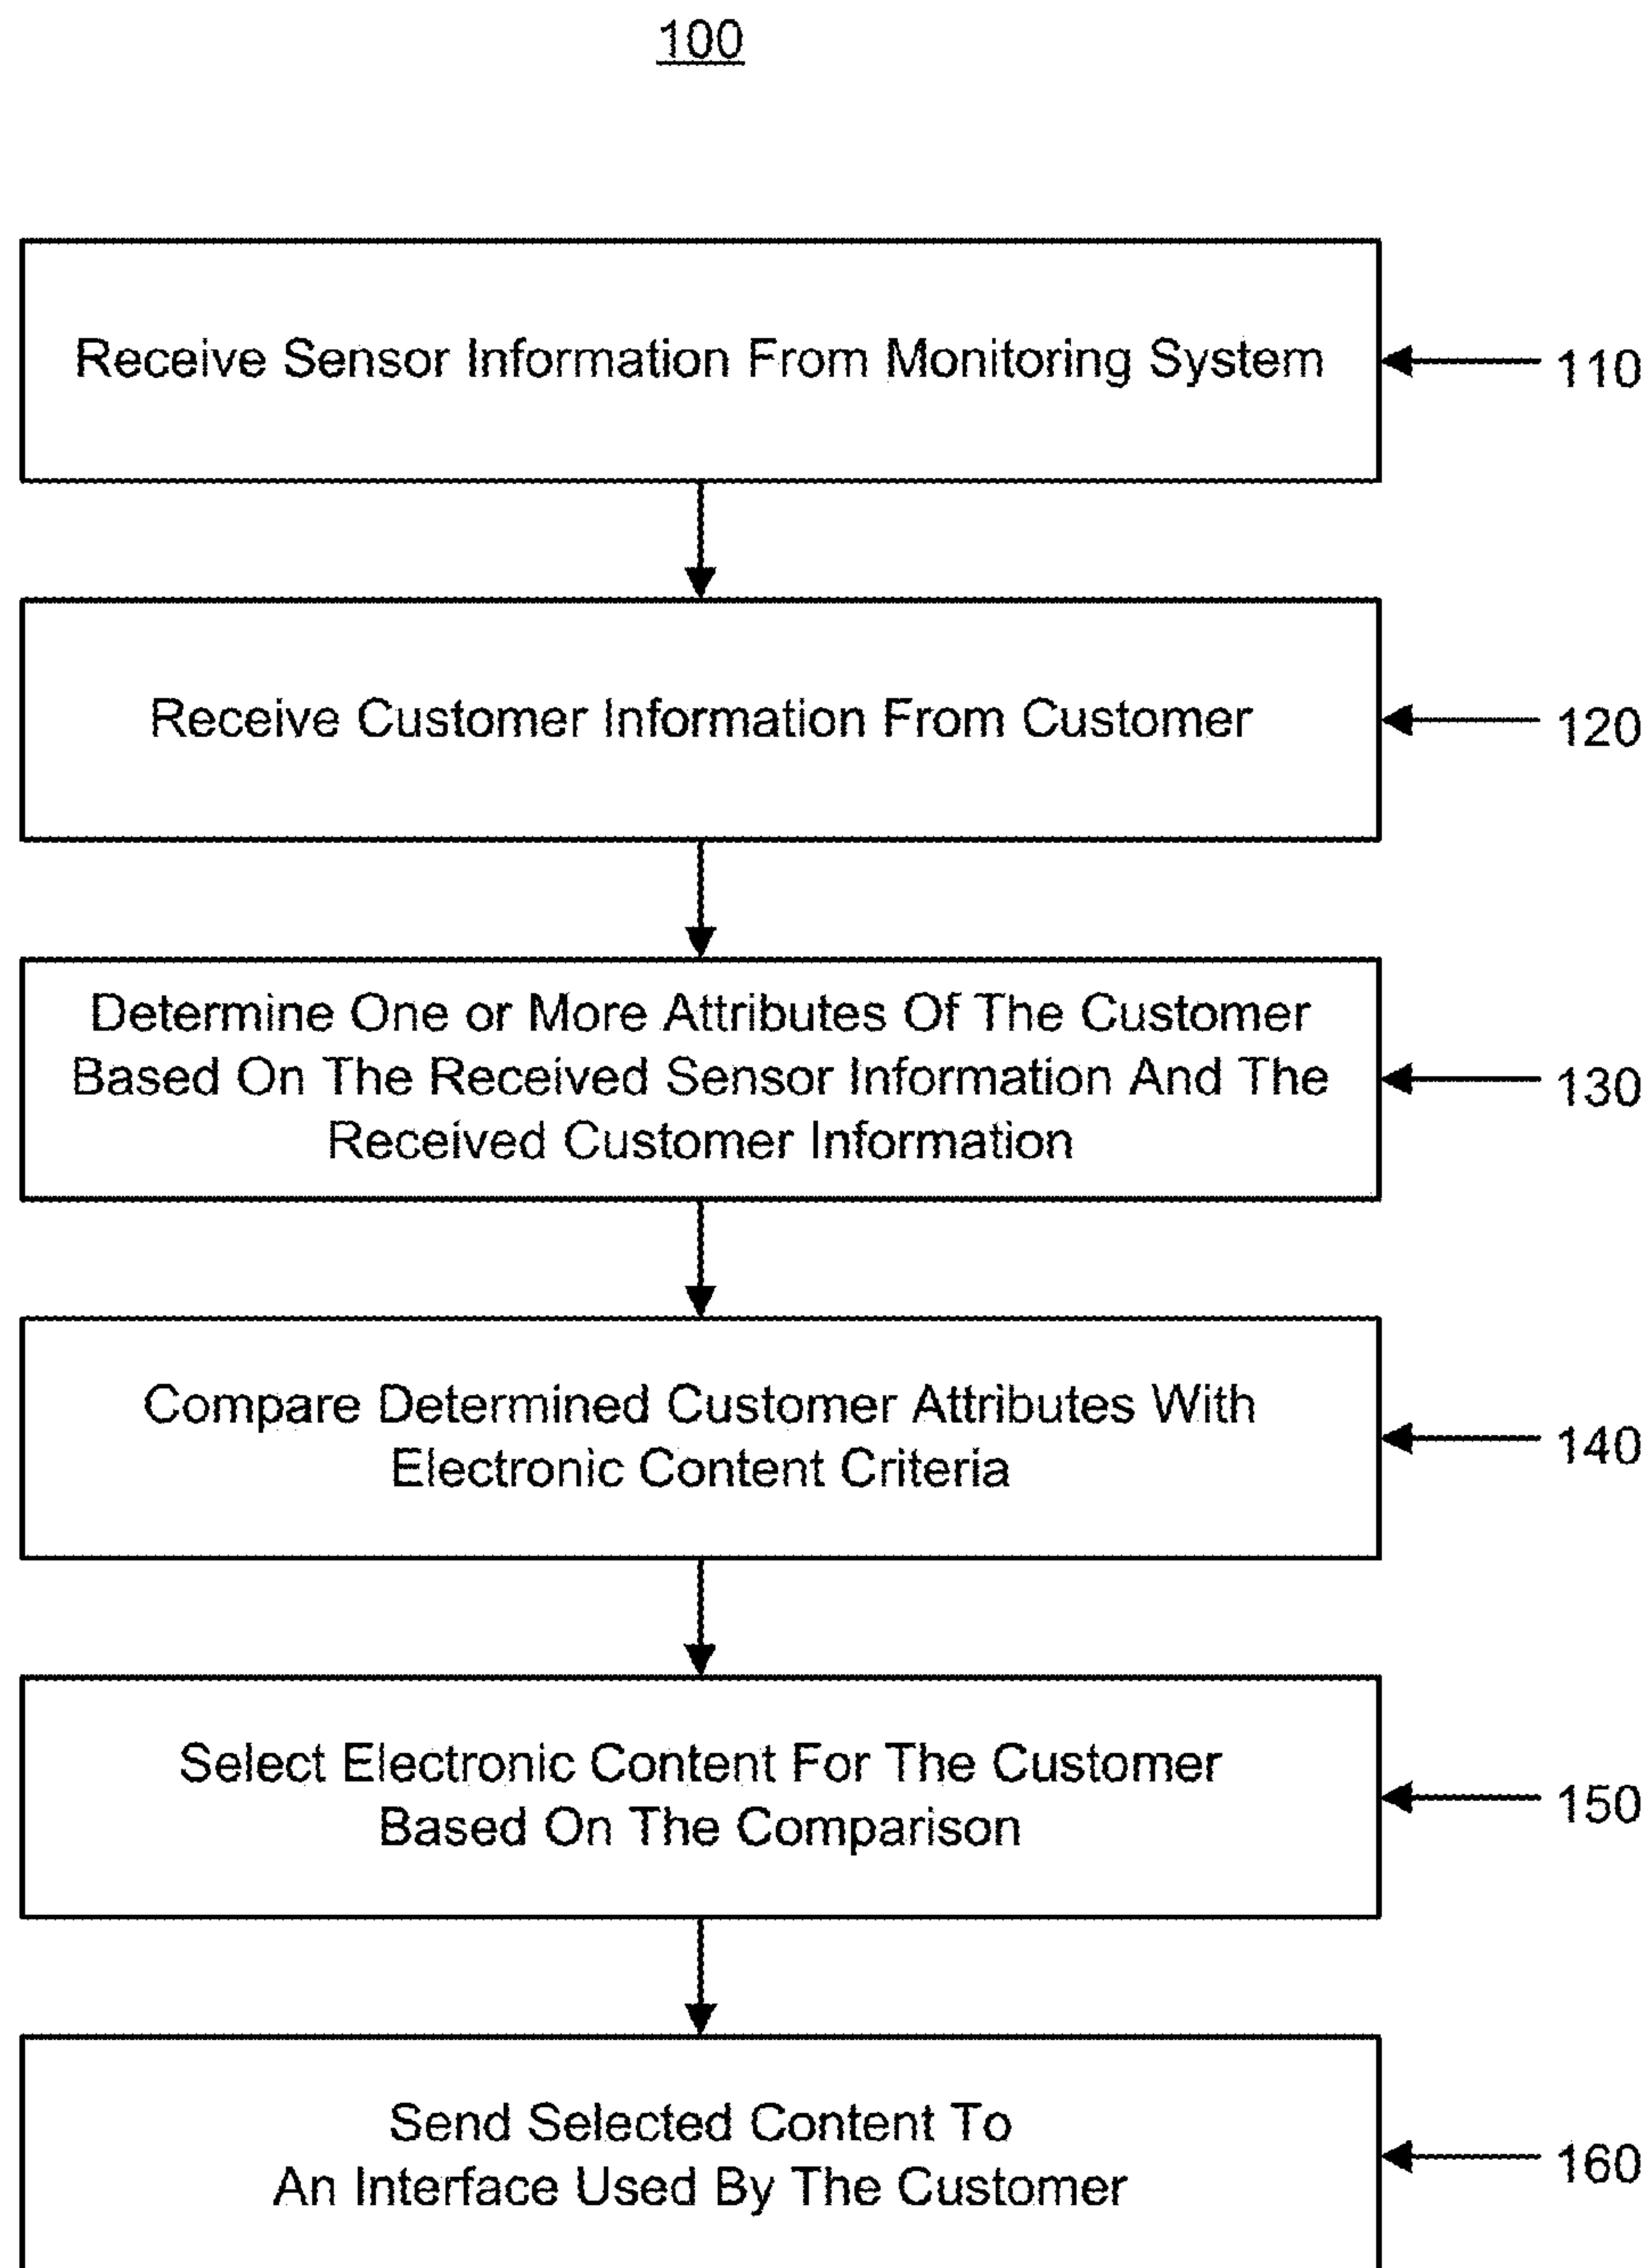 100
Receive Sensor Information From Monitoring System
110
Receive Customer Information From Customer
120
Determine One or More Attributes Of The Customer
Based On The Received Sensor Information And The
Received Customer Information
130
Compare Determined Customer Attributes With
Electronic Content Criteria
140
Select Electronic Content For The Customer
Based On The Comparison
150
Send Selected Content To
An Interface Used By The Customer
160